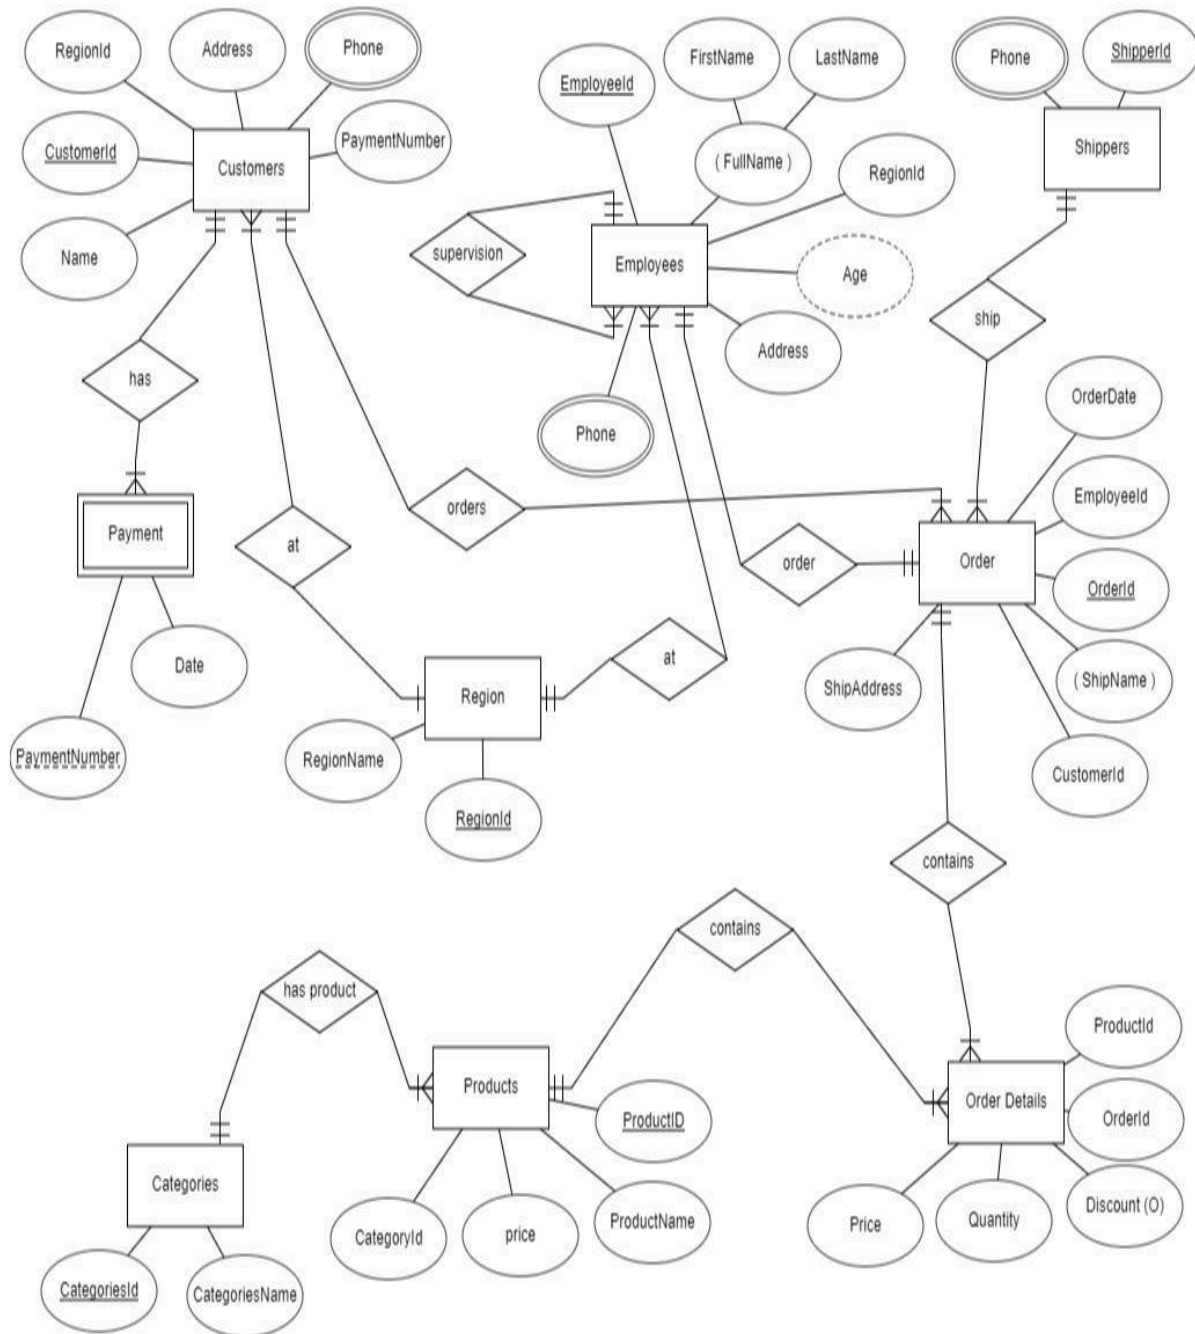 RegionId
Address
Phone
CustomerId
Customers
PaymentNumber
Name
has
Payment
Date
PaymentNumber
at
orders
EmployeeId
FirstName
LastName
( FullName )
RegionId
supervision
Employees
Age
Address
Phone
Phone
ShipperId
Shippers
ship
OrderDate
EmployeeId
order
Order
OrderId
( ShipName )
ShipAddress
CustomerId
at
Region
RegionName
RegionId
contains
contains
has product
Products
ProductID
CategoryId
price
ProductName
Categories
CategoriesId
CategoriesName
Order Details
ProductId
OrderId
Discount (O)
Quantity
Price